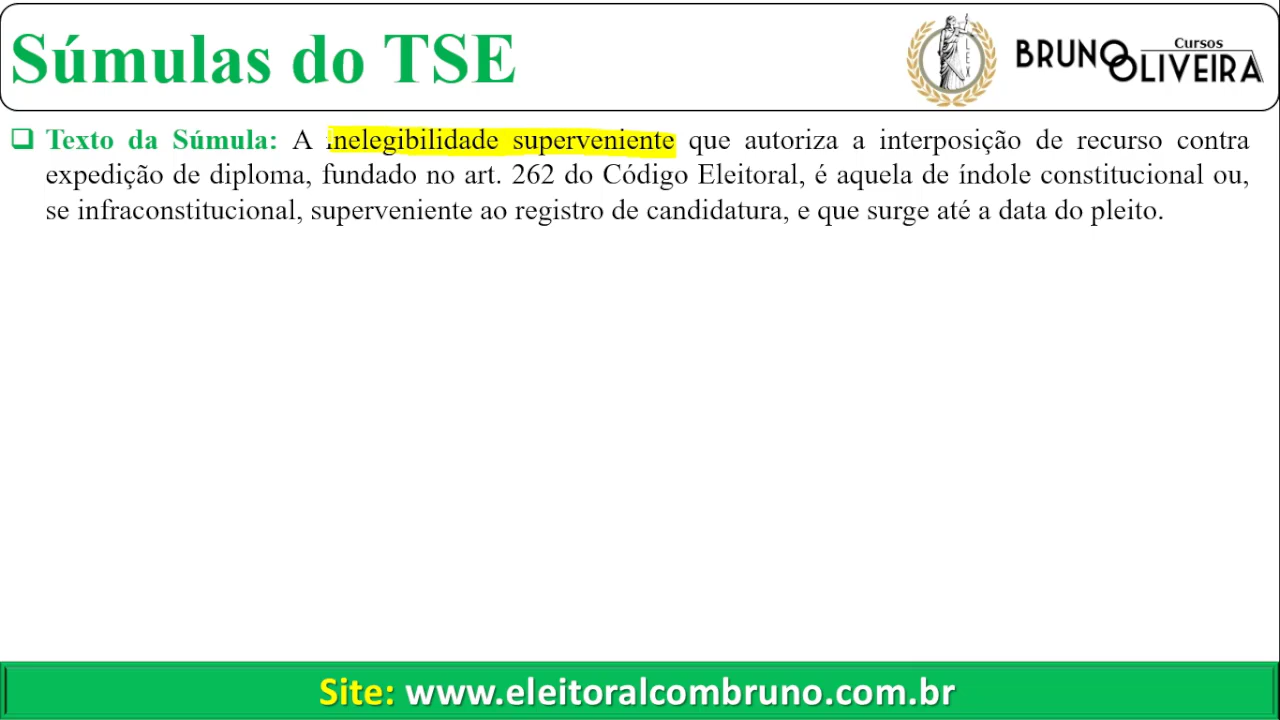 Súmulas do TSE
LEX
Cursos
BRUNO
OLIVEIRA
Texto da Súmula: A inelegibilidade superveniente que autoriza a interposição de recurso contra
expedição de diploma, fundado no art. 262 do Código Eleitoral, é aquela de índole constitucional ou,
se infraconstitucional, superveniente ao registro de candidatura, e que surge até a data do pleito.
Site: www.eleitoralcombruno.com.br